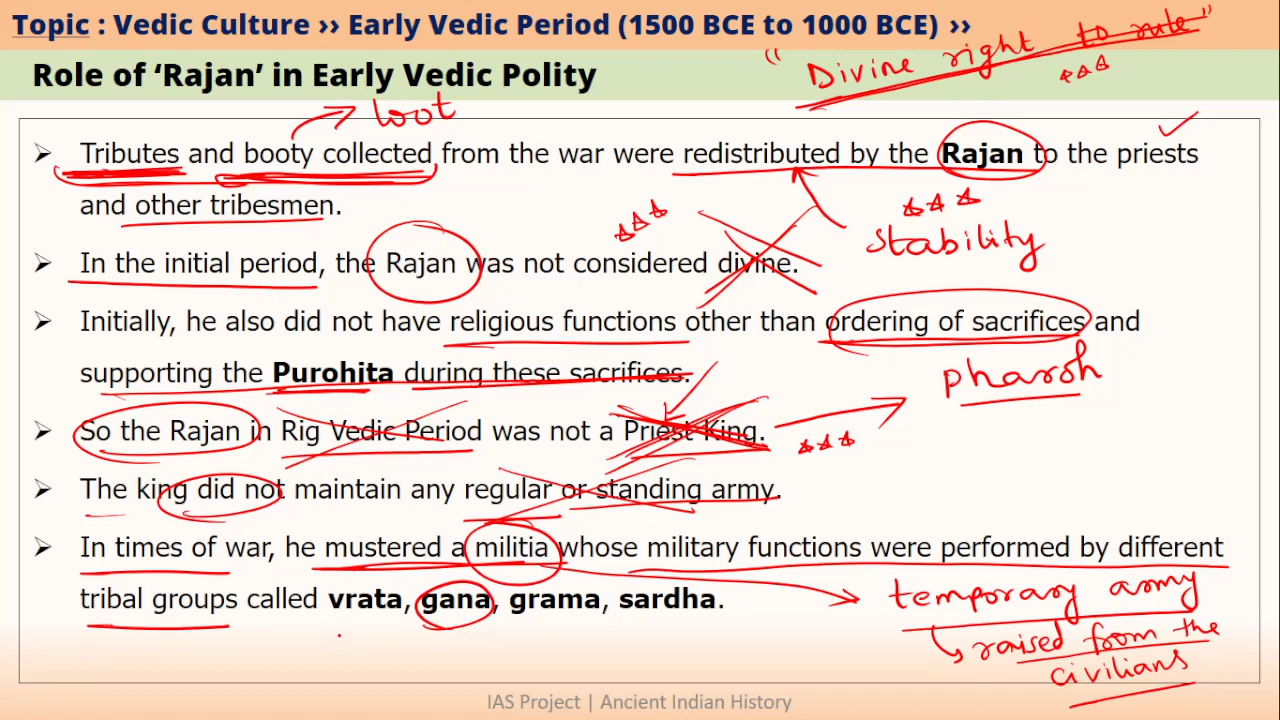 Topic : Vedic Culture ›› Early Vedic Period (1500 BCE to 1000 BCE) ››
Role of ‘Rajan’ in Early Vedic Polity
"Divine right to rule"
loot
➢ Tributes and booty collected from the war were redistributed by the Rajan to the priests
and other tribesmen.
stability
➢ In the initial period, the Rajan was not considered divine.
➢ Initially, he also did not have religious functions other than ordering of sacrifices and
supporting the Purohita during these sacrifices.
pharoh
➢ So the Rajan in Rig Vedic Period was not a Priest King.
➢ The king did not maintain any regular or standing army.
➢ In times of war, he mustered a militia whose military functions were performed by different
tribal groups called vrata, gana, grama, sardha.
temporary army
raised from the
civilians
IAS Project | Ancient Indian History